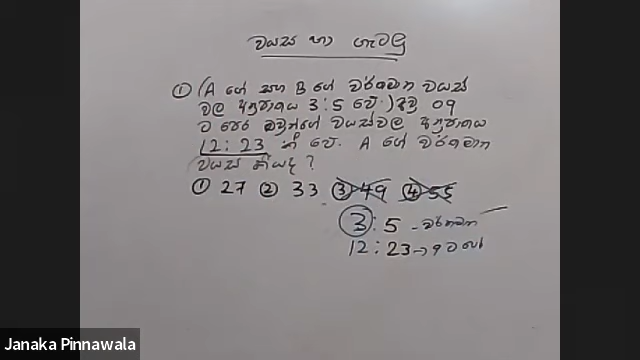 වයස හා ගැටලු
① (A ගේ සහ B ගේ වර්තමාන වයස්
වල අනුපාතය 3:5 වේ.) අවු 09
ට පෙර ඔවුන්ගේ වයස්වල අනුපාතය
12:23 ක් වේ. A ගේ වර්තමාන
වයස කීයද?
① 27 ② 33 ③ 49 ④ 55
3:5 - වර්තමාන
12:23 → 9 ට පෙර
Janaka Pinnawala